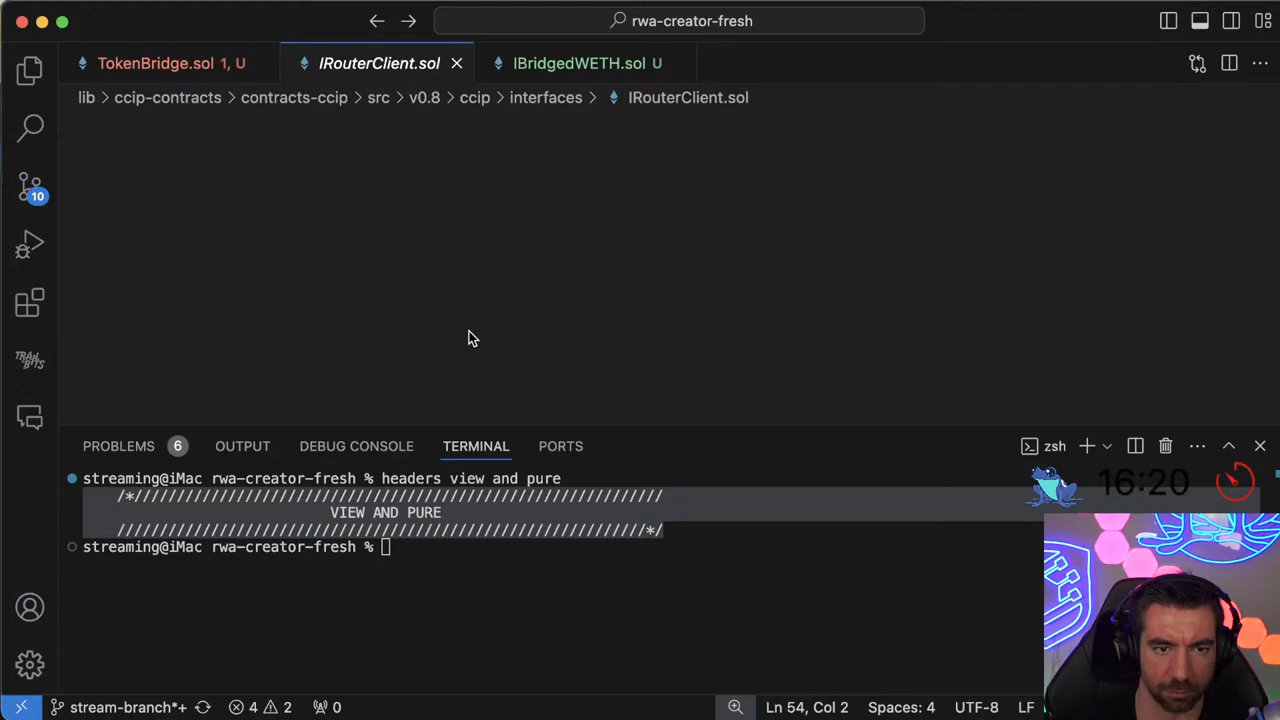 rwa-creator-fresh
TokenBridge.sol 1, U
IRouterClient.sol
IBridgedWETH.sol U
lib > ccip-contracts > contracts-ccip > src > v0.8 > ccip > interfaces > IRouterClient.sol
10
TRAIL OF BITS
PROBLEMS 6 OUTPUT DEBUG CONSOLE TERMINAL PORTS
zsh
streaming@iMac rwa-creator-fresh % headers view and pure
/*//////////////////////////////////////////////////////////////
VIEW AND PURE
//////////////////////////////////////////////////////////////*/
streaming@iMac rwa-creator-fresh %
16:20
stream-branch*+ 4 2 0 Ln 54, Col 2 Spaces: 4 UTF-8 LF